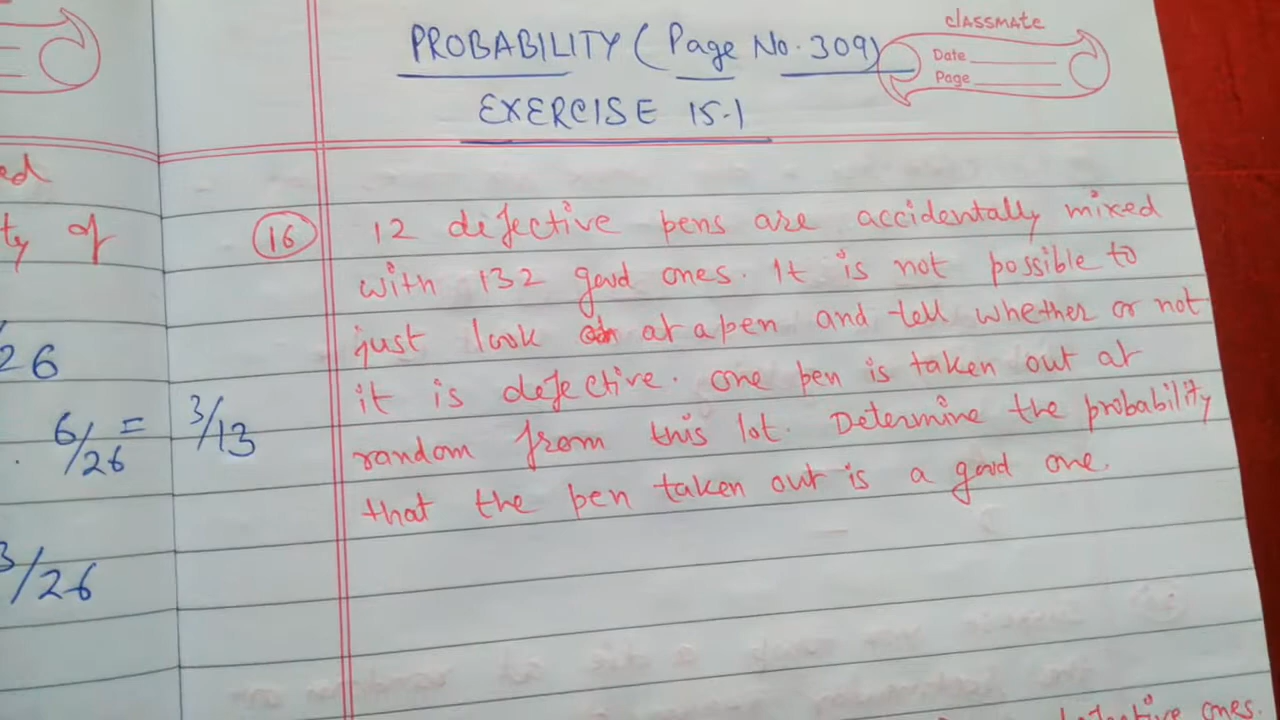 PROBABILITY (Page No. 309)
EXERCISE 15.1
classmate
Date
Page
ed
ty of
26
6/26 = 3/13
3/26
16 12 defective pens are accidentally mixed
with 132 good ones. It is not possible to
just look at a pen and tell whether or not
it is defective. One pen is taken out at
random from this lot. Determine the probability
that the pen taken out is a good one.
defective ones.